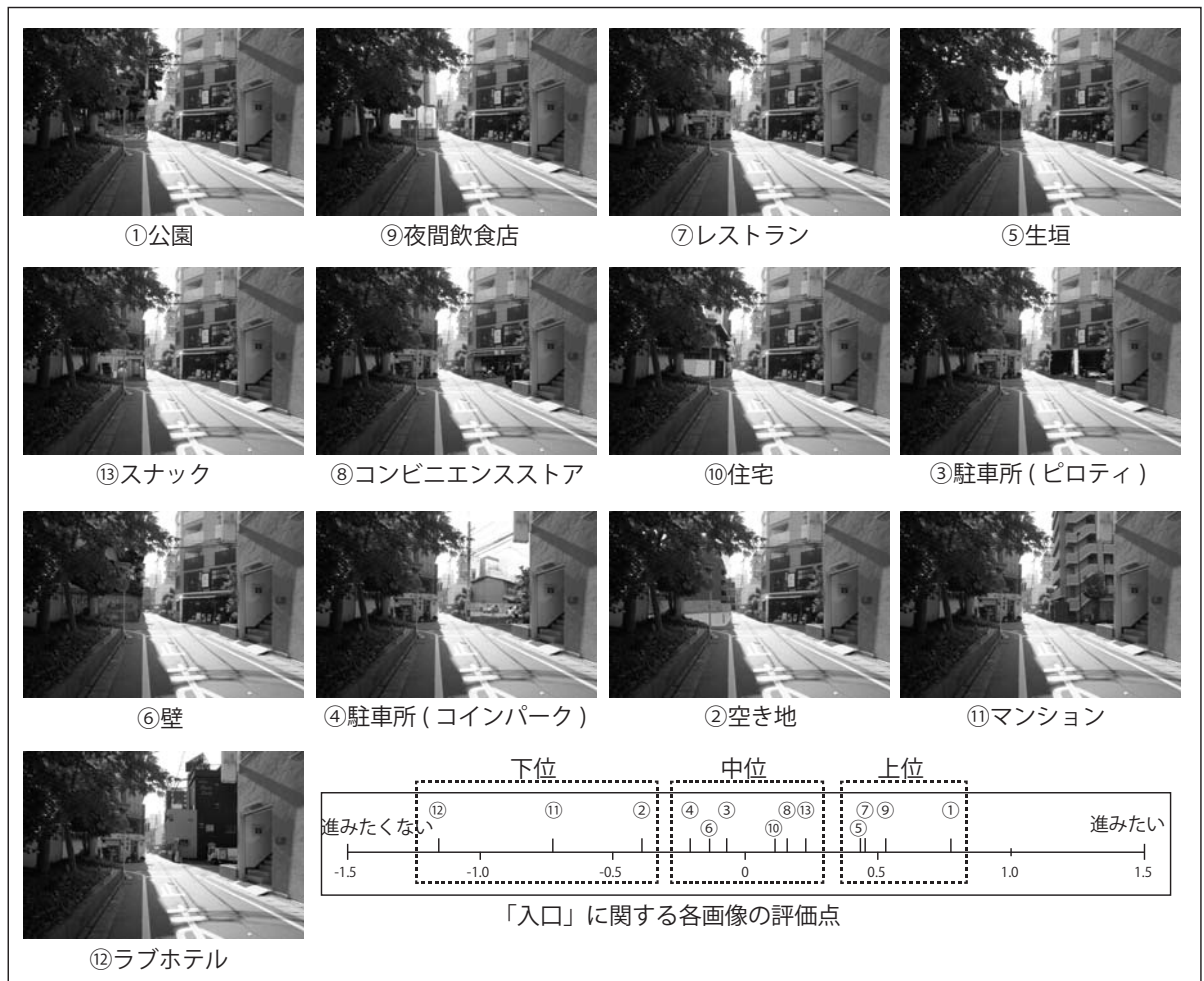 ①公園
⑨夜間飲食店
⑦レストラン
⑤生垣
⑬スナック
⑧コンビニエンスストア
⑩住宅
③駐車所 ( ピロティ )
⑥壁
④駐車所 ( コインパーク )
②空き地
⑪マンション
⑫ラブホテル
下位 中位 上位
⑫ ⑪ ② ④ ③ ⑧ ⑬ ⑦ ⑨ ①
⑥ ⑩ ⑤
進みたくない 進みたい
-1.5 -1.0 -0.5 0 0.5 1.0 1.5
「入口」に関する各画像の評価点